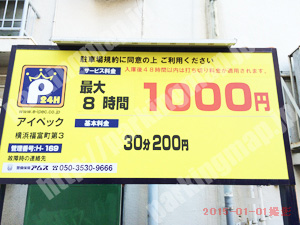 駐車場規約に同意の上 ご利用ください
サービス料金 入庫後48時間以内は打ち切り料金が適用されます。
最大
8時間 1000円
基本料金
30分200円
P
24H
アイペック
横浜福富町第3
管理番号:H-169
故障時の連絡先
アムス ☎050-3530-9666
2015-01-01撮影